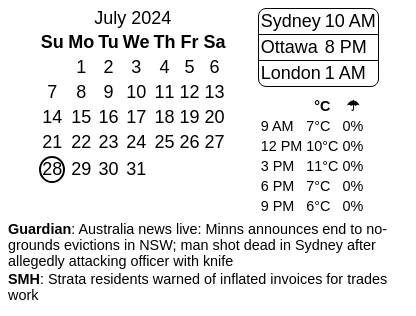 July 2024
Su Mo Tu We Th Fr Sa
1 2 3 4 5 6
7 8 9 10 11 12 13
14 15 16 17 18 19 20
21 22 23 24 25 26 27
28 29 30 31
Sydney 10 AM
Ottawa 8 PM
London 1 AM
°C ☂
9 AM 7°C 0%
12 PM 10°C 0%
3 PM 11°C 0%
6 PM 7°C 0%
9 PM 6°C 0%
Guardian: Australia news live: Minns announces end to no-
grounds evictions in NSW; man shot dead in Sydney after
allegedly attacking officer with knife
SMH: Strata residents warned of inflated invoices for trades
work